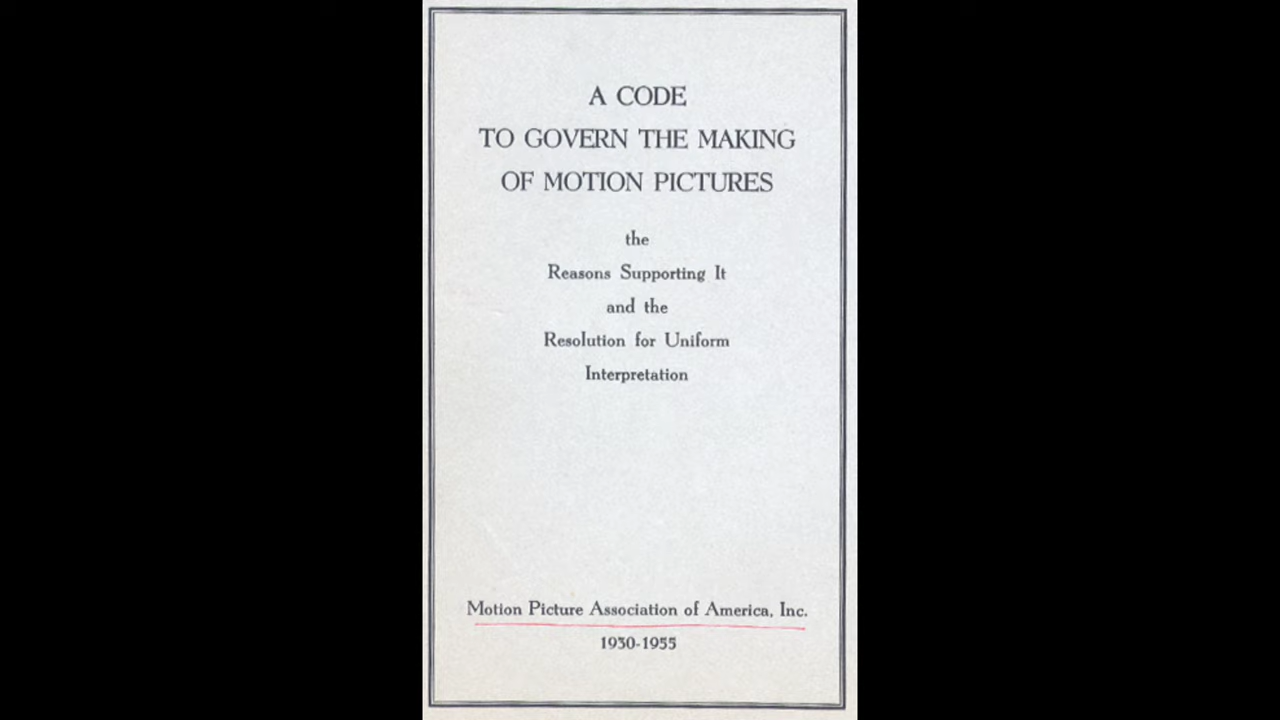 A CODE
TO GOVERN THE MAKING
OF MOTION PICTURES
the
Reasons Supporting It
and the
Resolution for Uniform
Interpretation
Motion Picture Association of America, Inc.
1930-1955